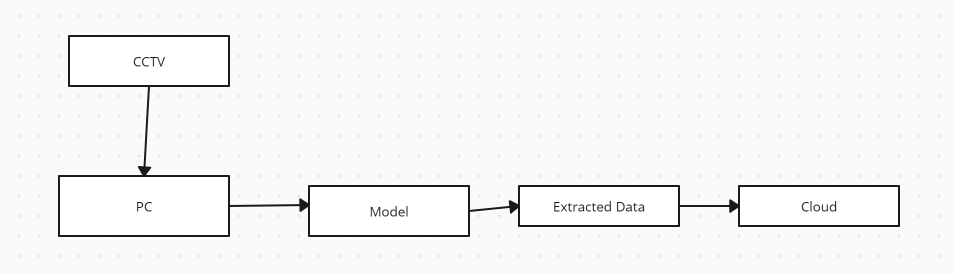 CCTV
PC
Model
Extracted Data
Cloud